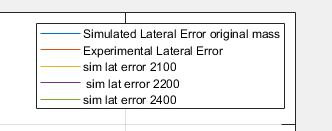 Simulated Lateral Error original mass
Experimental Lateral Error
sim lat error 2100
sim lat error 2200
sim lat error 2400